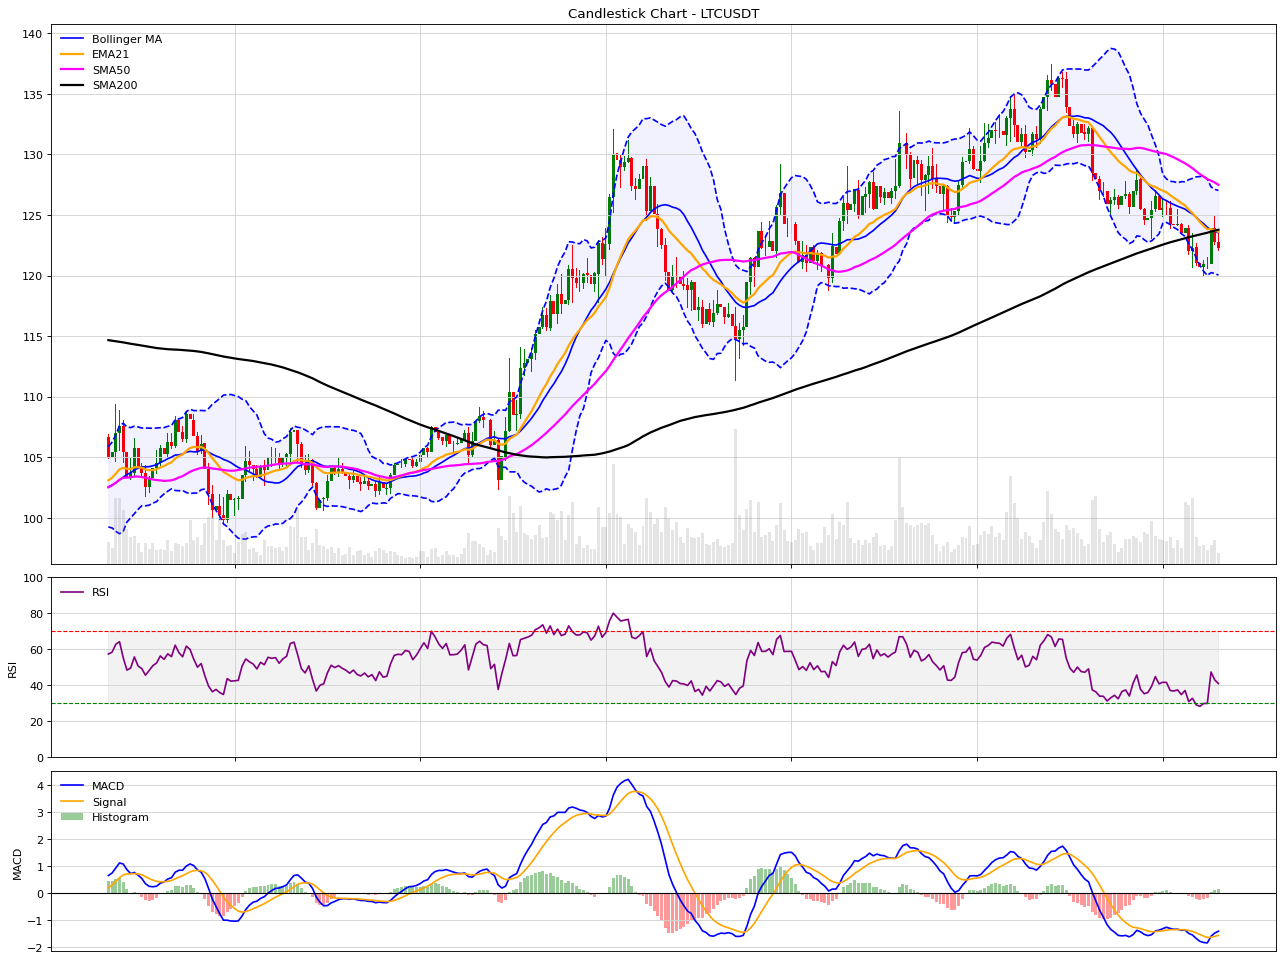 Candlestick Chart - LTCUSDT
140
135
130
125
120
115
110
105
100
Bollinger MA
EMA21
SMA50
SMA200
100
80
60
40
20
0
RSI
RSI
4
3
2
1
0
−1
−2
MACD
MACD
Signal
Histogram